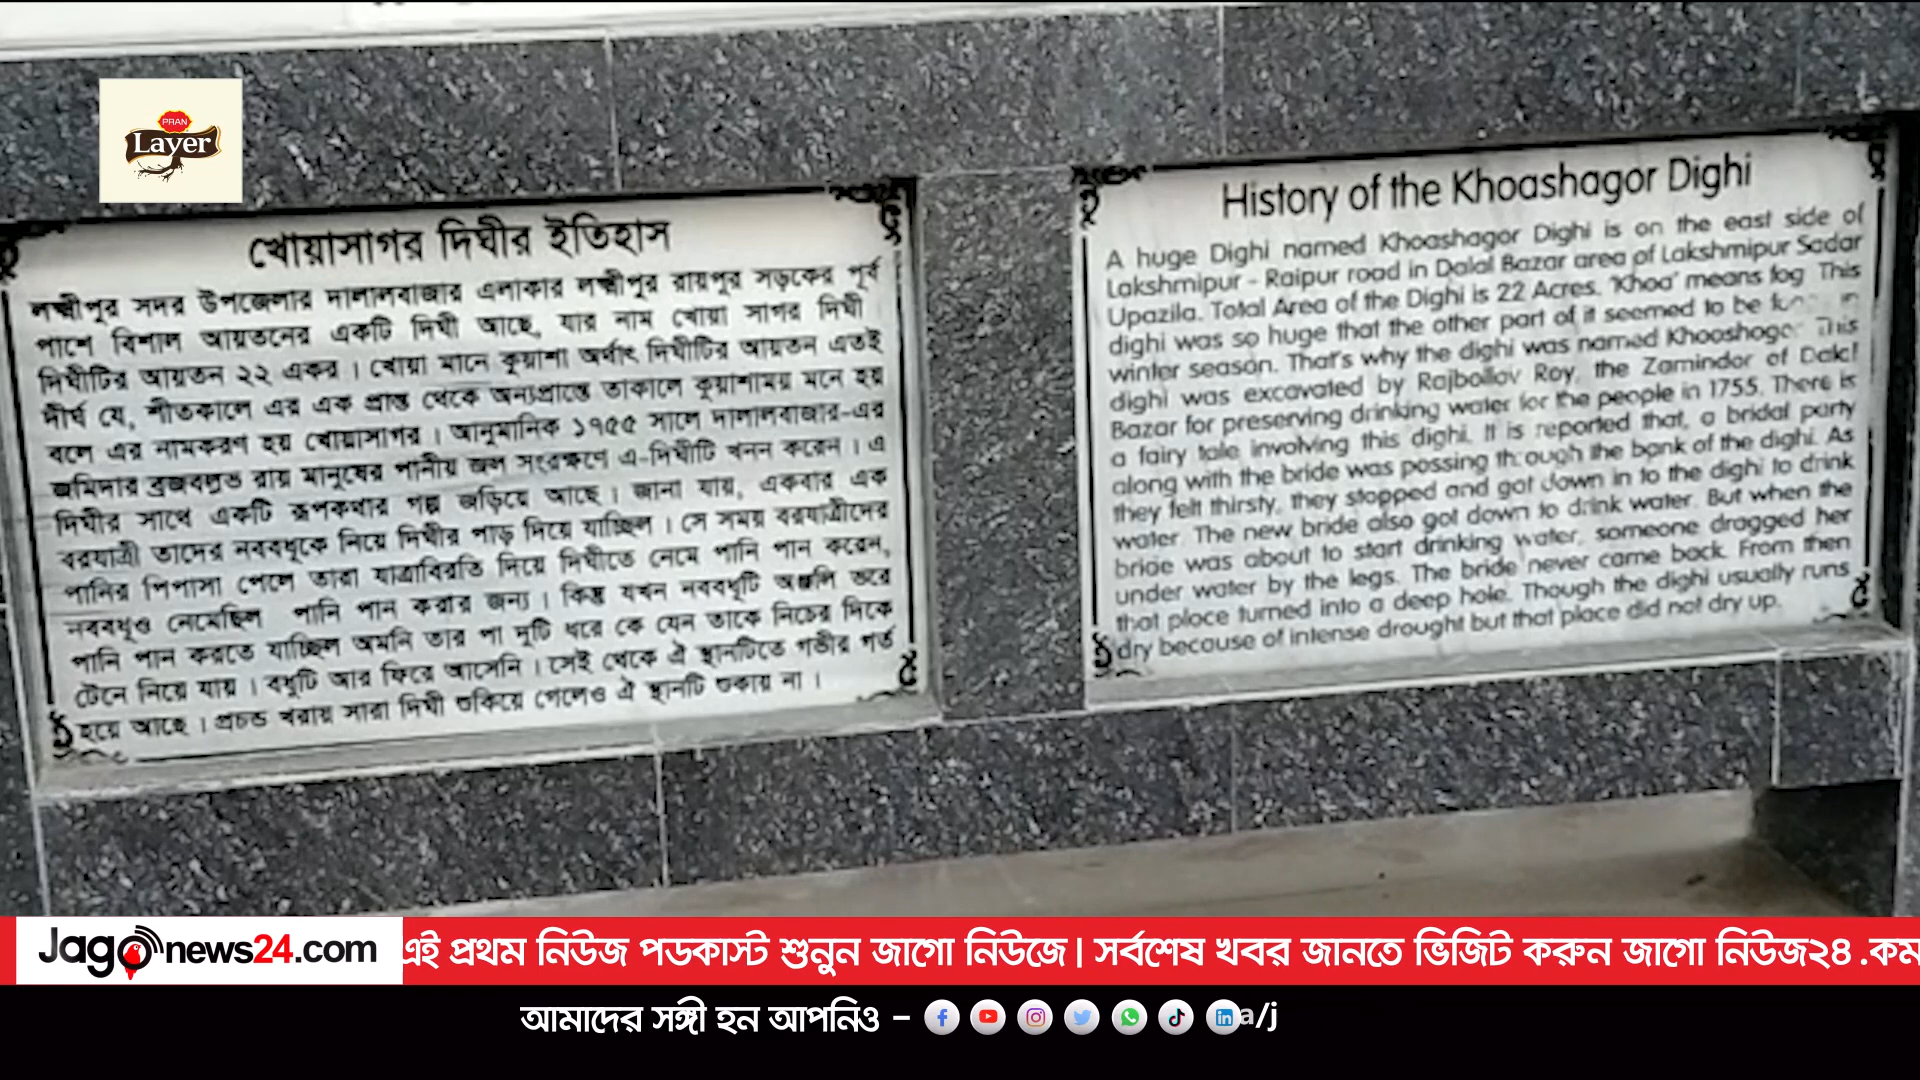 PRAN
Layer
খোয়াসাগর দিঘীর ইতিহাস
লক্ষ্মীপুর সদর উপজেলার দালালবাজার এলাকার লক্ষ্মীপুর রায়পুর সড়কের পূর্ব
পাশে বিশাল আয়তনের একটি দিঘী আছে, যার নাম খোয়া সাগর দিঘী
দিঘীটির আয়তন ২২ একর। খোয়া মানে কুয়াশা অর্থাৎ দিঘীটির আয়তন এতই
দীর্ঘ যে, শীতকালে এর এক প্রান্ত থেকে অন্যপ্রান্তে তাকালে কুয়াশাময় মনে হয়
বলে এর নামকরণ হয় খোয়াসাগর। আনুমানিক ১৭৫৫ সালে দালালবাজার-এর
জমিদার ব্রজবল্লভ রায় মানুষের পানীয় জল সংরক্ষণে এ-দিঘীটি খনন করেন। এ
দিঘীর সাথে একটি রূপকথার গল্প জড়িয়ে আছে। জানা যায়, একবার এক
বরযাত্রী তাদের নববধূকে নিয়ে দিঘীর পাড় দিয়ে যাচ্ছিল। সে সময় বরযাত্রীদের
পানির পিপাসা পেলে তারা যাত্রাবিরতি দিয়ে দিঘীতে নেমে পানি পান করেন,
নববধূও নেমেছিল পানি পান করার জন্য। কিন্তু যখন নববধূটি অঞ্জলি ভরে
পানি পান করতে যাচ্ছিল অমনি তার পা দুটি ধরে কে যেন তাকে নিচের দিকে
টেনে নিয়ে যায়। বধূটি আর ফিরে আসেনি। সেই থেকে ঐ স্থানটিতে গভীর গর্ত
হয়ে আছে। প্রচন্ড খরায় সারা দিঘী শুকিয়ে গেলেও ঐ স্থানটি শুকায় না।
History of the Khoashagor Dighi
A huge Dighi named Khoashagor Dighi is on the east side of
Lakshmipur - Raipur road in Dalal Bazar area of Lakshmipur Sadar
Upazila. Total Area of the Dighi is 22 Acres. 'Khoa' means fog This
dighi was so huge that the other part of it seemed to be in
winter season. That's why the dighi was named Khoashagor This
dighi was excavated by Rajbollav Roy, the Zamindor of Dalal
Bazar for preserving drinking water for the people in 1755. There is
a fairy tale involving this dighi. It is reported that, a bridal party
along with the bride was possing through the bank of the dighi. As
they felt thirsty, they stopped and got down in to the dighi to drink
water. The new bride also got down to drink water. But when the
bride was about to start drinking water, someone dragged her
under water by the legs. The bride never came back. From then
that place turned into a deep hole. Though the dighi usually runs
dry because of intense drought but that place did not dry up.
Jagonews24.com
এই প্রথম নিউজ পডকাস্ট শুনুন জাগো নিউজে। সর্বশেষ খবর জানতে ভিজিট করুন জাগো নিউজ২৪.কম
আমাদের সঙ্গী হন আপনিও –
a/j